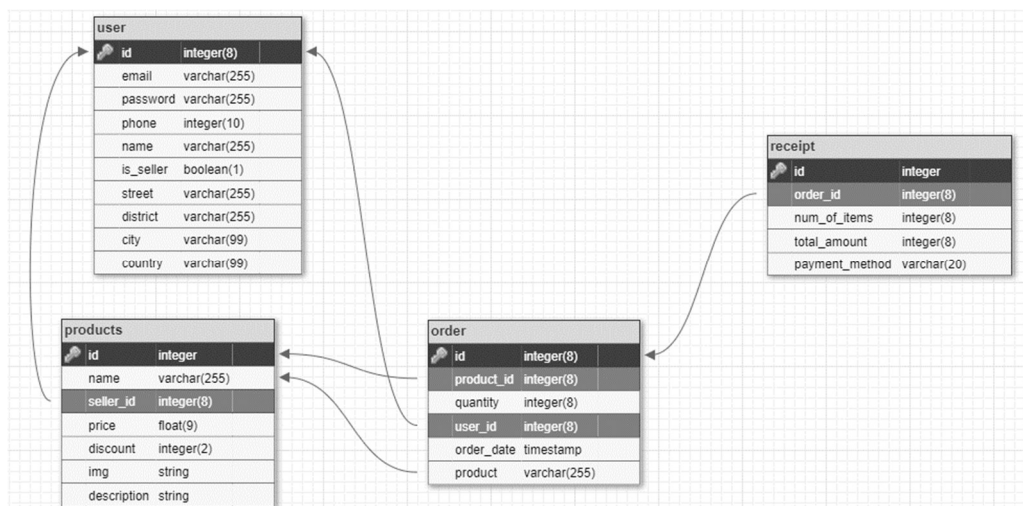 user
id integer(8)
email varchar(255)
password varchar(255)
phone integer(10)
name varchar(255)
is_seller boolean(1)
street varchar(255)
district varchar(255)
city varchar(99)
country varchar(99)
receipt
id integer
order_id integer(8)
num_of_items integer(8)
total_amount integer(8)
payment_method varchar(20)
products
id integer
name varchar(255)
seller_id integer(8)
price float(9)
discount integer(2)
img string
description string
order
id integer(8)
product_id integer(8)
quantity integer(8)
user_id integer(8)
order_date timestamp
product varchar(255)